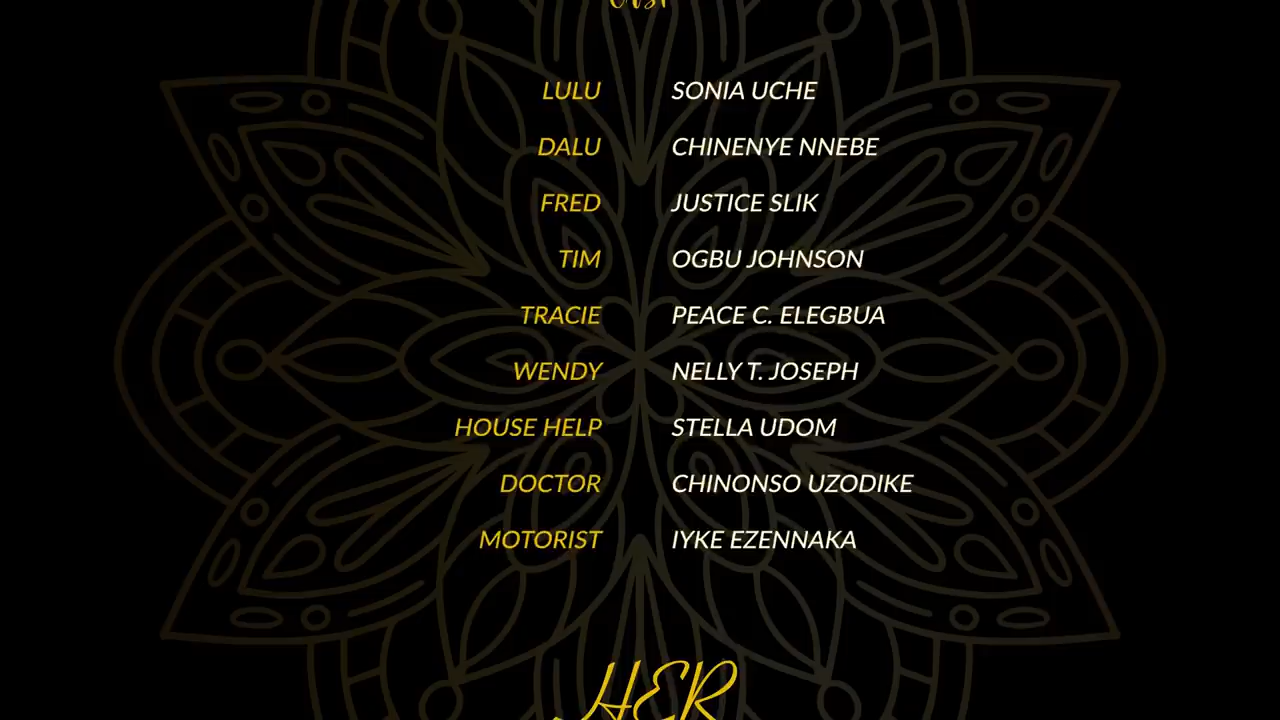 LULU SONIA UCHE
DALU CHINENYE NNEBE
FRED JUSTICE SLIK
TIM OGBU JOHNSON
TRACIE PEACE C. ELEGBUA
WENDY NELLY T. JOSEPH
HOUSE HELP STELLA UDOM
DOCTOR CHINONSO UZODIKE
MOTORIST IYKE EZENNAKA
HER